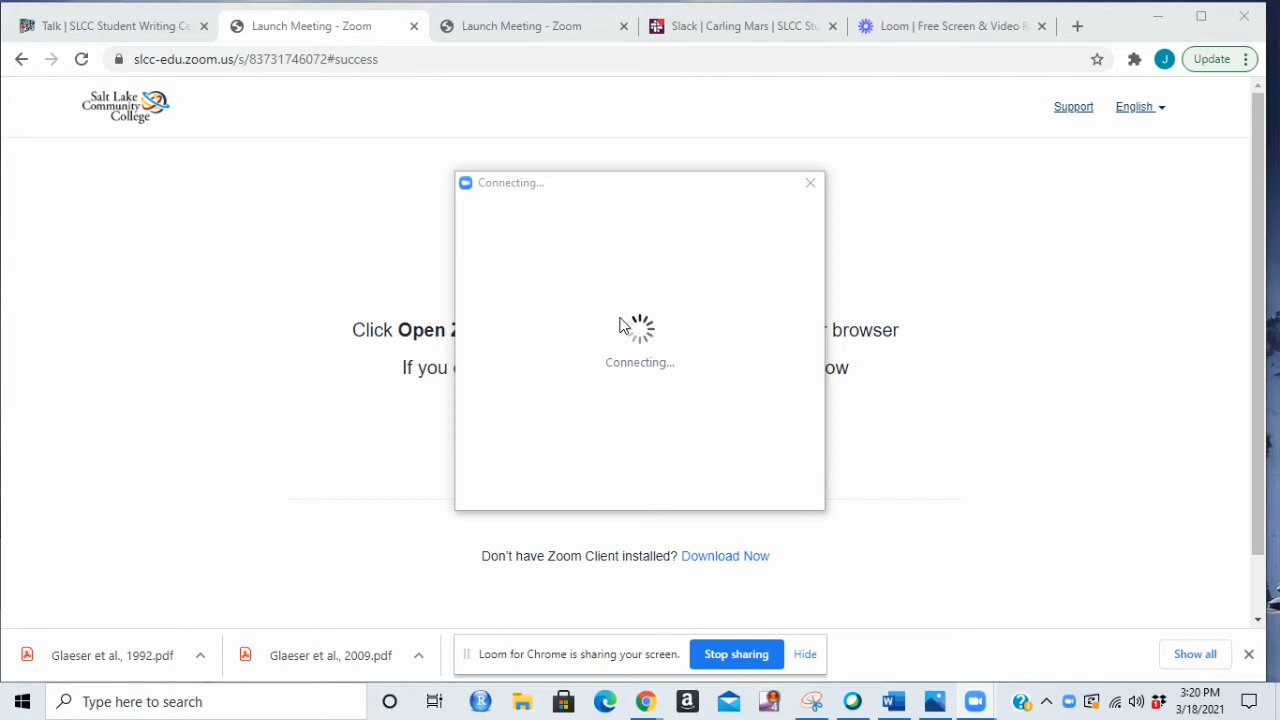 Talk | SLCC Student Writing Ce
Launch Meeting - Zoom
Launch Meeting - Zoom
Slack | Carling Mars | SLCC Stu
Loom | Free Screen & Video R
slcc-edu.zoom.us/s/83731746072#success
J
Update
Salt Lake
Community
College
Support
English
Connecting...
Click Open Z
r browser
If you
ow
Connecting...
Don't have Zoom Client installed? Download Now
Glaeser et al., 1992.pdf
Glaeser et al., 2009.pdf
Loom for Chrome is sharing your screen.
Stop sharing
Hide
Show all
Type here to search
3:20 PM
3/18/2021